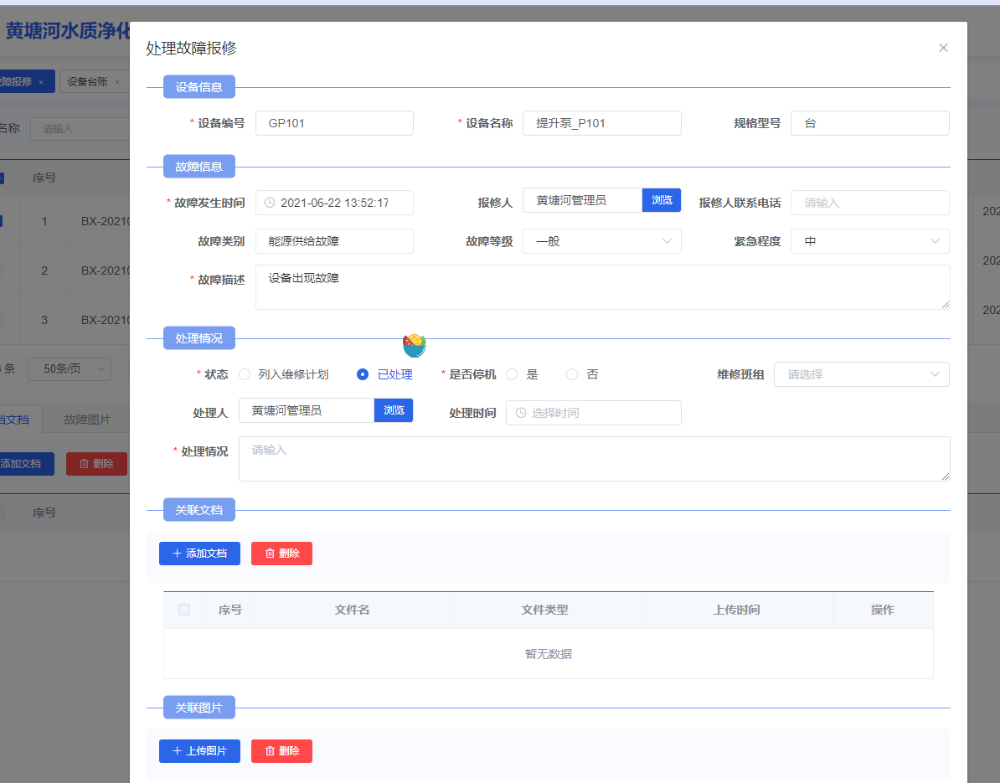 黄塘河水质净化
处理故障报修
障报修 × 设备台账 ×
设备信息
名称 请输入
* 设备编号 GP101 * 设备名称 提升泵_P101 规格型号 台
序号
故障信息
* 故障发生时间 2021-06-22 13:52:17 报修人 黄塘河管理员 浏览 报修人联系电话 请输入
1 BX-20210 202
故障类别 能源供给故障 故障等级 一般 紧急程度 中
2 BX-20210 202
* 故障描述 设备出现故障
3 BX-20210 202
处理情况
条 50条/页
* 状态 列入维修计划 已处理 * 是否停机 是 否 维修班组 请选择
处理人 黄塘河管理员 浏览 处理时间 选择时间
文档 故障图片
* 处理情况 请输入
添加文档 删除
关联文档
序号
+ 添加文档 删除
序号 文件名 文件类型 上传时间 操作
暂无数据
关联图片
+ 上传图片 删除